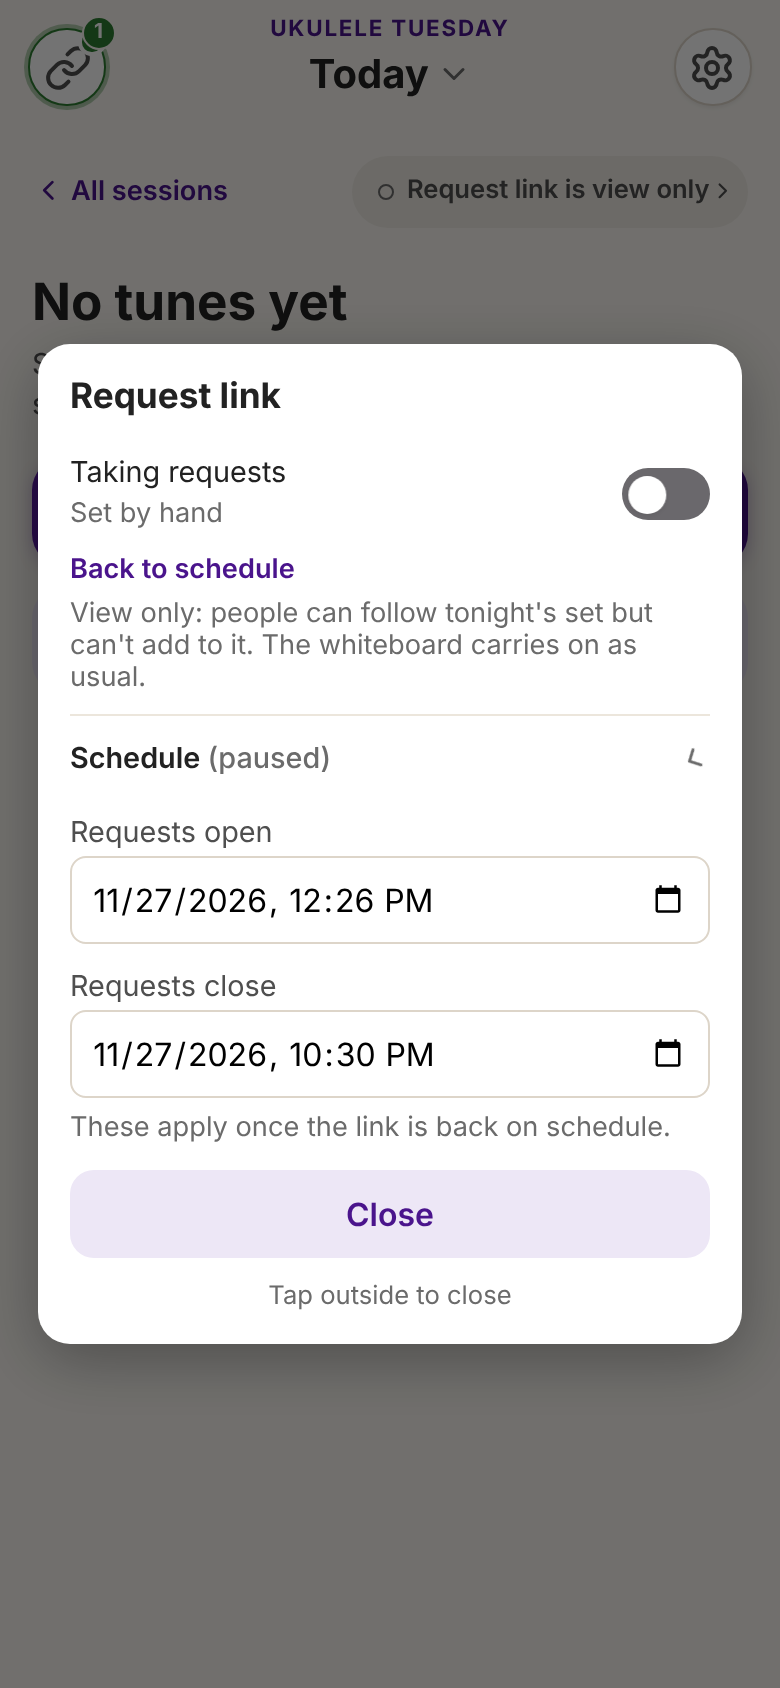 1
UKULELE TUESDAY
Today
All sessions
Request link is view only
No tunes yet
Request link
Taking requests
Set by hand
Back to schedule
View only: people can follow tonight's set but
can't add to it. The whiteboard carries on as
usual.
Schedule (paused)
Requests open
11/27/2026, 12:26 PM
Requests close
11/27/2026, 10:30 PM
These apply once the link is back on schedule.
Close
Tap outside to close